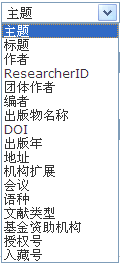 主题
主题
标题
作者
ResearcherID
团体作者
编者
出版物名称
DOI
出版年
地址
机构扩展
会议
语种
文献类型
基金资助机构
授权号
入藏号